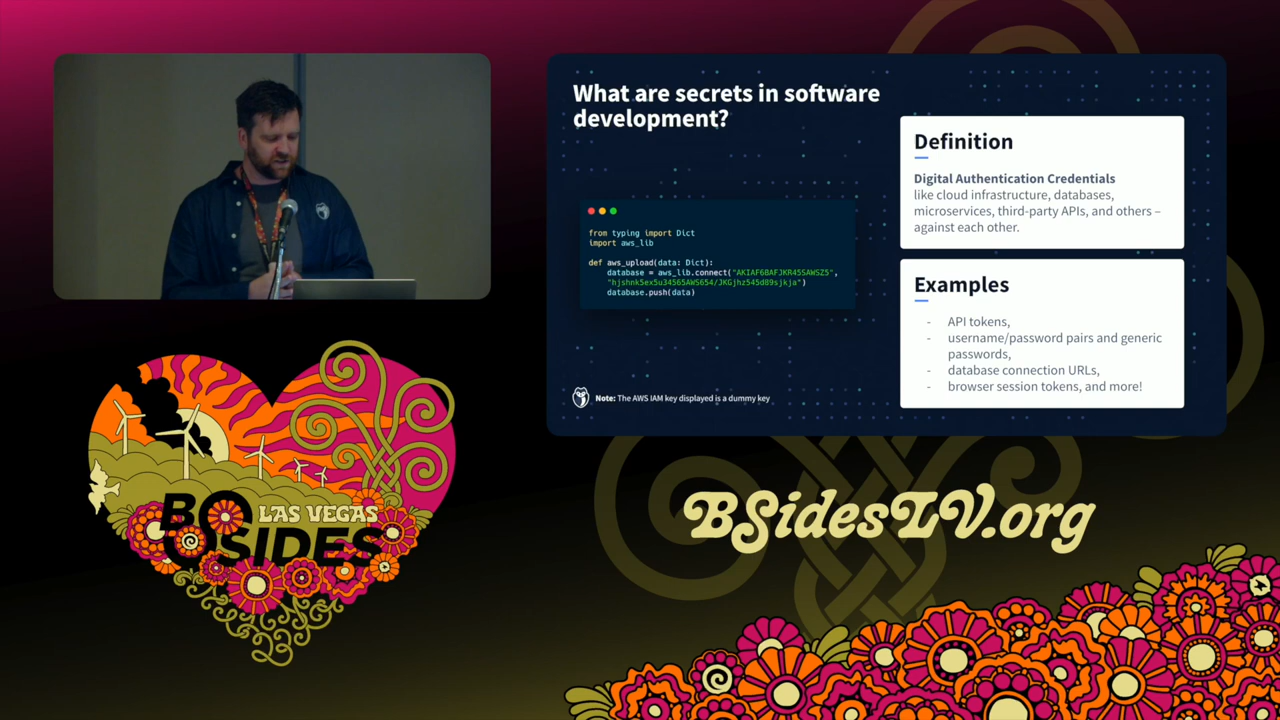 What are secrets in software
development?
from typing import Dict
import aws_lib
def aws_upload(data: Dict):
database = aws_lib.connect("AKIAF6BAFJKR45SAWSZ5",
"hjshnk5ex5u34565AWS654/JKGjhz545d89sjkja")
database.push(data)
Note: The AWS IAM key displayed is a dummy key
Definition
Digital Authentication Credentials
like cloud infrastructure, databases,
microservices, third-party APIs, and others –
against each other.
Examples
- API tokens,
- username/password pairs and generic
passwords,
- database connection URLs,
- browser session tokens, and more!
LAS VEGAS
BSIDES
BSidesLV.org